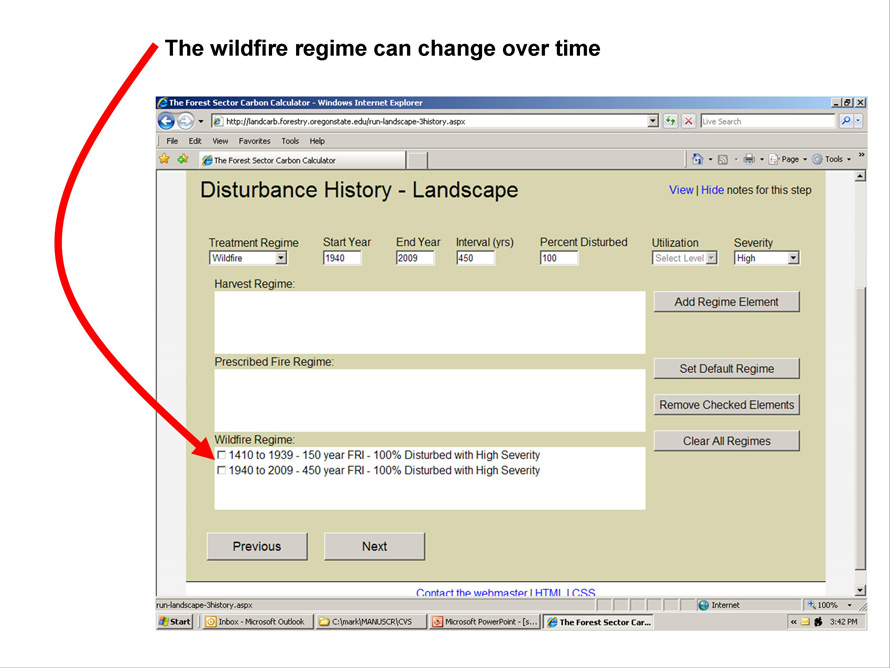 The wildfire regime can change over time
The Forest Sector Carbon Calculator - Windows Internet Explorer
http://landcarb.forestry.oregonstate.edu/run-landscape-3history.aspx
Live Search
File Edit View Favorites Tools Help
The Forest Sector Carbon Calculator
Page Tools »
Disturbance History - Landscape
View | Hide notes for this step
Treatment Regime Start Year End Year Interval (yrs) Percent Disturbed Utilization Severity
Wildfire 1940 2009 450 100 Select Level High
Harvest Regime:
Add Regime Element
Prescribed Fire Regime:
Set Default Regime
Remove Checked Elements
Wildfire Regime:
Clear All Regimes
1410 to 1939 - 150 year FRI - 100% Disturbed with High Severity
1940 to 2009 - 450 year FRI - 100% Disturbed with High Severity
Previous Next
Contact the webmaster | HTML | CSS
run-landscape-3history.aspx Internet 100%
Start Inbox - Microsoft Outlook C:\mark\MANUSCR\CVS Microsoft PowerPoint - [s... The Forest Sector Car... « 3:42 PM